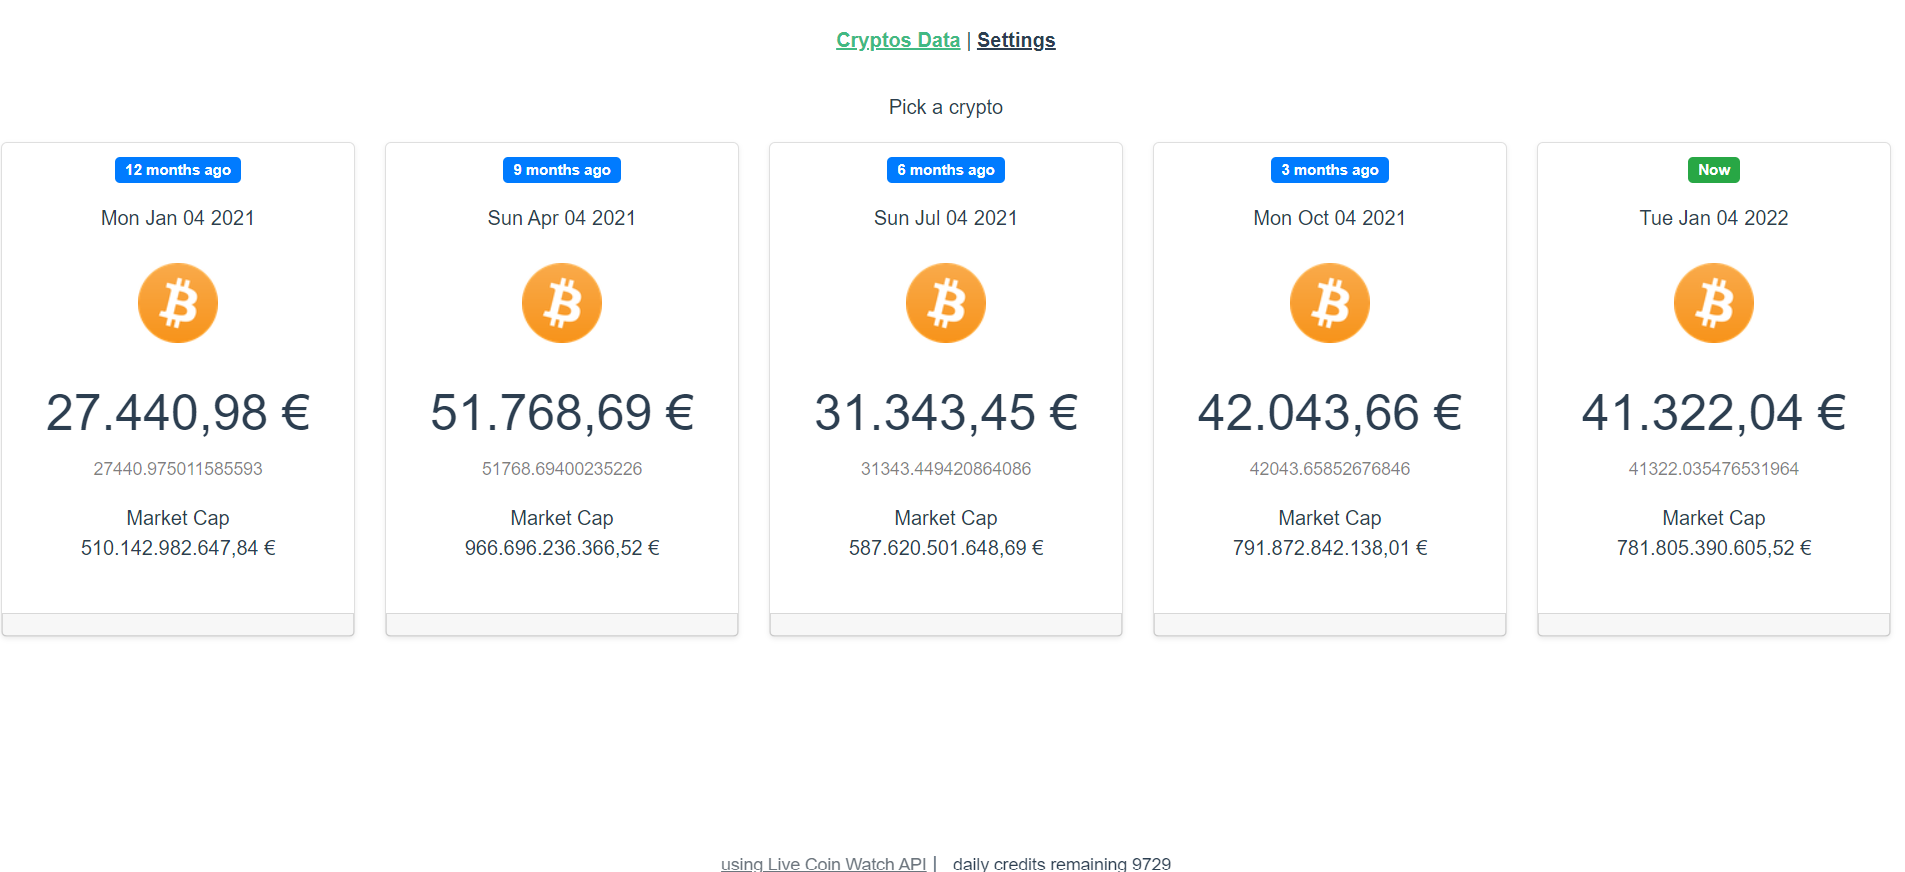 Cryptos Data | Settings
Pick a crypto
12 months ago
Mon Jan 04 2021
27.440,98 €
27440.975011585593
Market Cap
510.142.982.647,84 €
9 months ago
Sun Apr 04 2021
51.768,69 €
51768.69400235226
Market Cap
966.696.236.366,52 €
6 months ago
Sun Jul 04 2021
31.343,45 €
31343.449420864086
Market Cap
587.620.501.648,69 €
3 months ago
Mon Oct 04 2021
42.043,66 €
42043.65852676846
Market Cap
791.872.842.138,01 €
Now
Tue Jan 04 2022
41.322,04 €
41322.035476531964
Market Cap
781.805.390.605,52 €
using Live Coin Watch API | daily credits remaining 9729